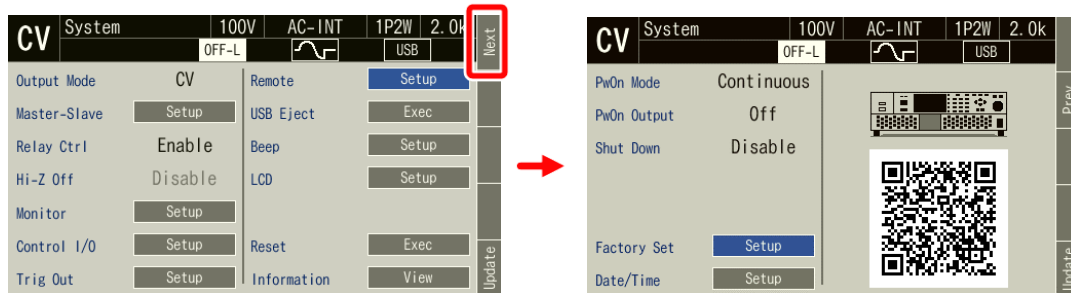 CV System 100V AC-INT 1P2W 2.0k Next
OFF-L USB
Output Mode CV Remote Setup
Master-Slave Setup USB Eject Exec
Relay Ctrl Enable Beep Setup
Hi-Z Off Disable LCD Setup
Monitor Setup
Control I/O Setup Reset Exec
Trig Out Setup Information View
Update
CV System 100V AC-INT 1P2W 2.0k
OFF-L USB
PwOn Mode Continuous
Prev
PwOn Output Off
Shut Down Disable
Factory Set Setup
Date/Time Setup
Update